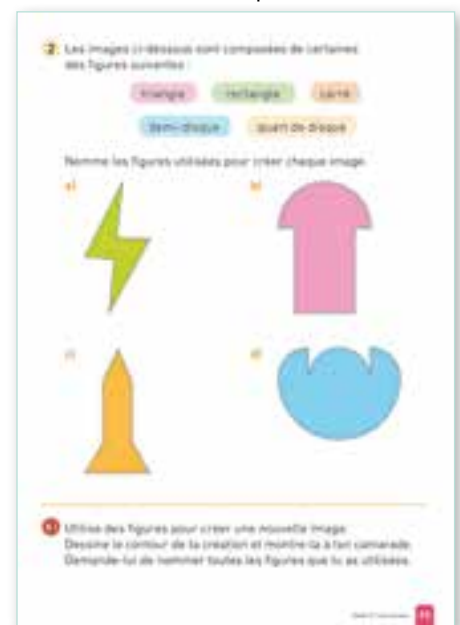 2 Les images ci-dessous sont composées de certaines
des figures suivantes :
triangle rectangle carré
demi-disque quart de disque
Nomme les figures utilisées pour créer chaque image.
a) b)
c) d)
Utilise des figures pour créer une nouvelle image.
Dessine le contour de ta création et montre-la à ton camarade.
Demande-lui de nommer toutes les figures que tu as utilisées.